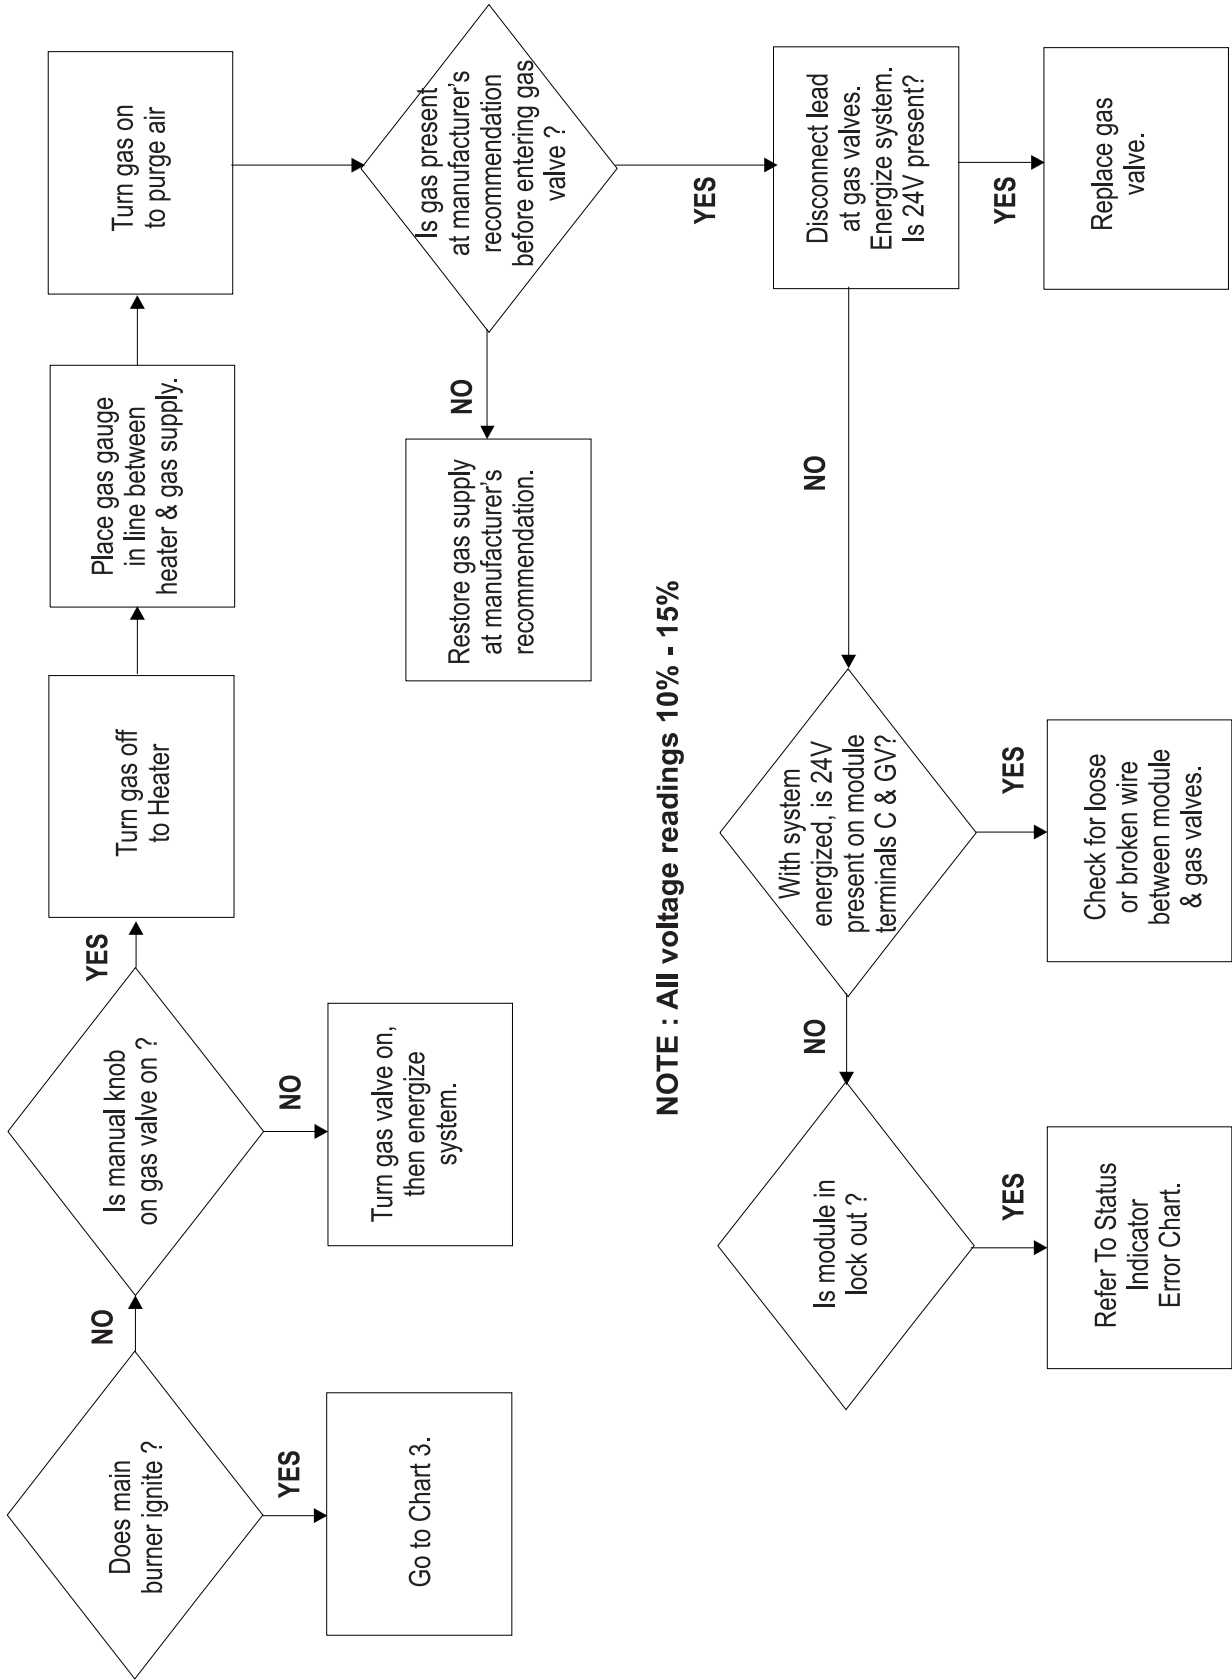 Does main
burner ignite ?
YES
Go to Chart 3.
NO
Is manual knob
on gas valve on ?
NO
Turn gas valve on,
then energize
system.
YES
Turn gas off
to Heater
Place gas gauge
in line between
heater & gas supply.
Turn gas on
to purge air
Is gas present
at manufacturer's
recommendation
before entering gas
valve ?
NO
Restore gas supply
at manufacturer's
recommendation.
YES
Disconnect lead
at gas valves.
Energize system.
Is 24V present?
YES
Replace gas
valve.
NO
NOTE : All voltage readings 10% - 15%
With system
energized, is 24V
present on module
terminals C & GV?
YES
Check for loose
or broken wire
between module
& gas valves.
NO
Is module in
lock out ?
YES
Refer To Status
Indicator
Error Chart.